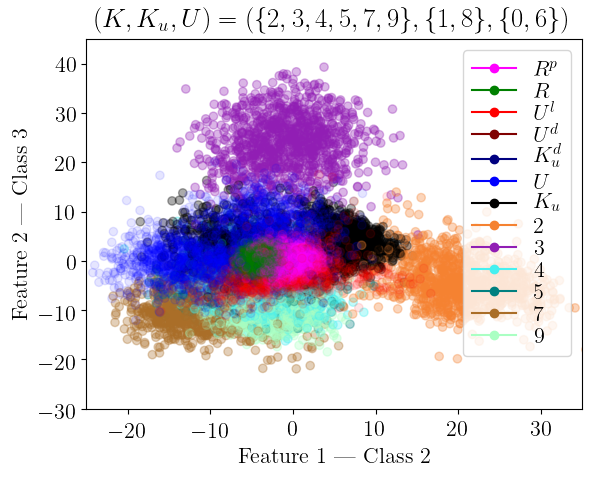 (K, K_u, U) = ({2, 3, 4, 5, 7, 9}, {1, 8}, {0, 6})
40
30
20
10
0
−10
−20
−30
Feature 2 — Class 3
−20 −10 0 10 20 30
Feature 1 — Class 2
R^p
R
U^l
U^d
K_u^d
U
K_u
2
3
4
5
7
9